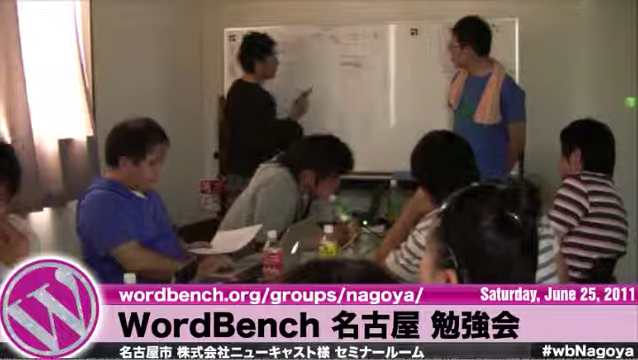 wordbench.org/groups/nagoya/
Saturday, June 25, 2011
WordBench 名古屋 勉強会
名古屋市 株式会社ニューキャスト様 セミナールーム
#wbNagoya